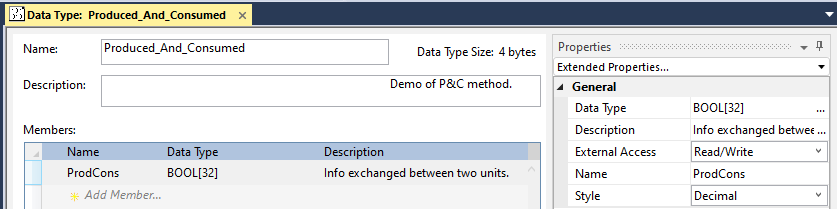 Data Type: Produced_And_Consumed
Name: Produced_And_Consumed Data Type Size: 4 bytes
Description: Demo of P&C method.
Members:
Name Data Type Description
ProdCons BOOL[32] Info exchanged between two units.
Add Member...
Properties
Extended Properties...
General
Data Type BOOL[32] ...
Description Info exchanged betwee...
External Access Read/Write
Name ProdCons
Style Decimal